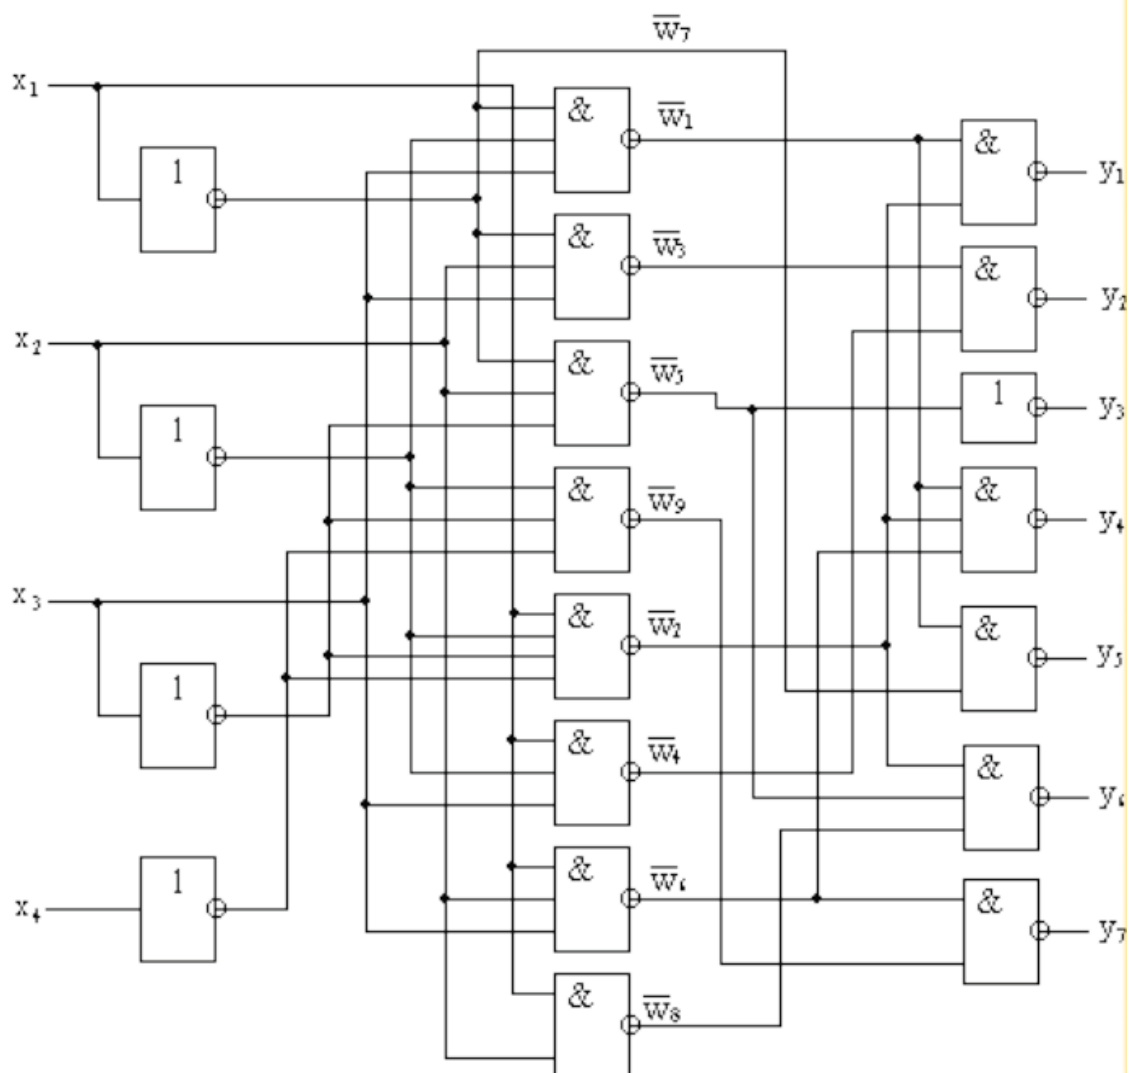 w̅₇
x₁
& w̅₁
& y₁
1
& w̅₃
& y₂
x₂
& w̅₅
1 y₃
1
& w̅₉
& y₄
x₃
& w̅₂
& y₅
1
& w̅₄
& y₆
1
& w̅₆
& y₇
x₄
& w̅₈